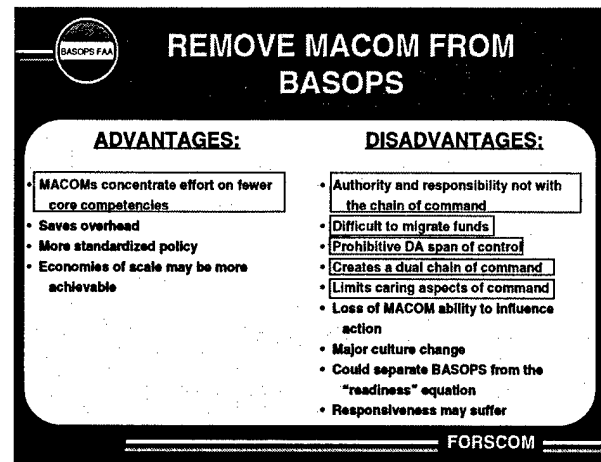 BASOPS FAA
REMOVE MACOM FROM
BASOPS
ADVANTAGES:
• MACOMs concentrate effort on fewer
core competencies
• Saves overhead
• More standardized policy
• Economies of scale may be more
achievable
DISADVANTAGES:
• Authority and responsibility not with
the chain of command
• Difficult to migrate funds
• Prohibitive DA span of control
• Creates a dual chain of command
• Limits caring aspects of command
• Loss of MACOM ability to influence
action
• Major culture change
• Could separate BASOPS from the
"readiness" equation
• Responsiveness may suffer
FORSCOM